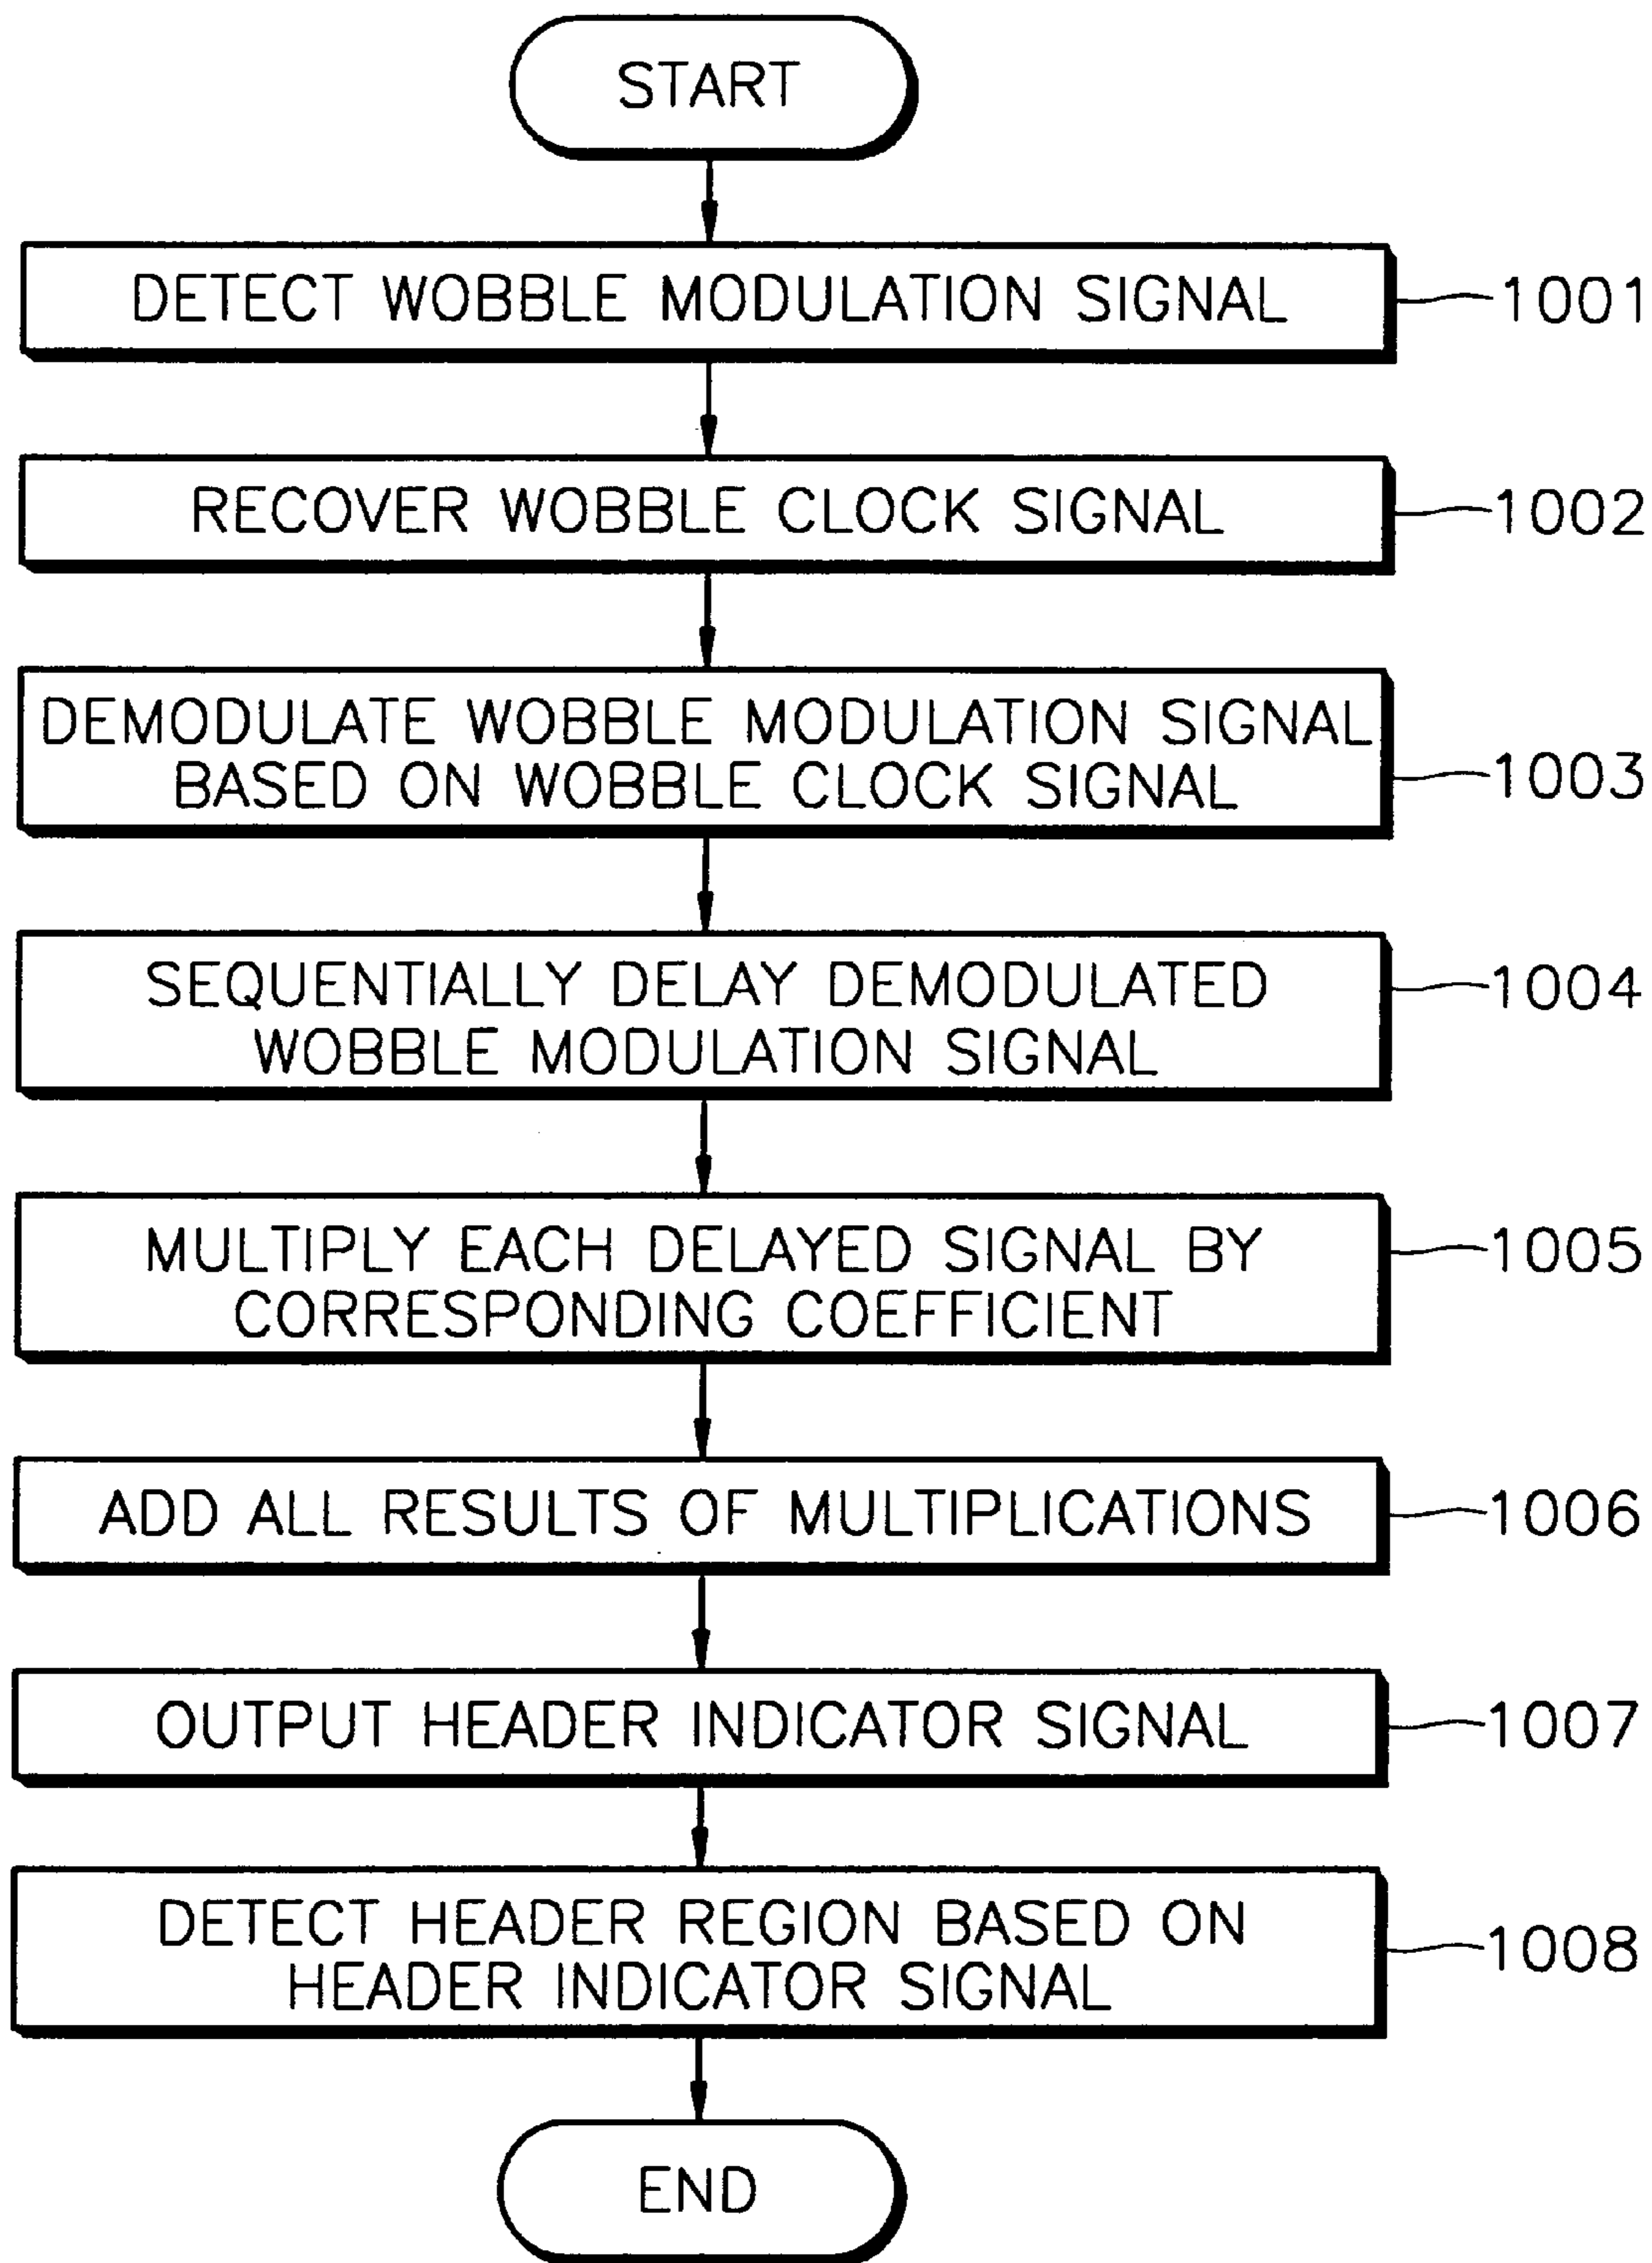 START
DETECT WOBBLE MODULATION SIGNAL
1001
RECOVER WOBBLE CLOCK SIGNAL
1002
DEMODULATE WOBBLE MODULATION SIGNAL
BASED ON WOBBLE CLOCK SIGNAL
1003
SEQUENTIALLY DELAY DEMODULATED
WOBBLE MODULATION SIGNAL
1004
MULTIPLY EACH DELAYED SIGNAL BY
CORRESPONDING COEFFICIENT
1005
ADD ALL RESULTS OF MULTIPLICATIONS
1006
OUTPUT HEADER INDICATOR SIGNAL
1007
DETECT HEADER REGION BASED ON
HEADER INDICATOR SIGNAL
1008
END